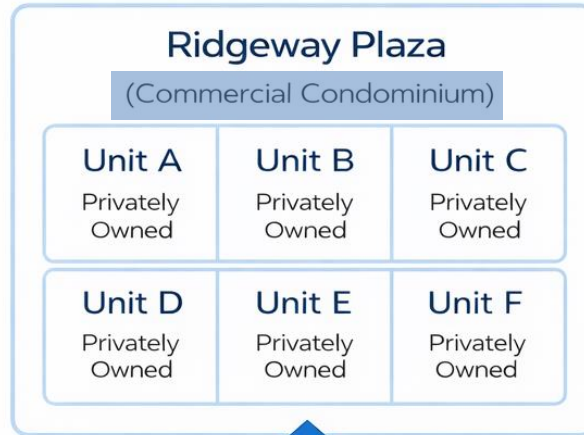 Ridgeway Plaza
(Commercial Condominium)
Unit A
Privately
Owned
Unit B
Privately
Owned
Unit C
Privately
Owned
Unit D
Privately
Owned
Unit E
Privately
Owned
Unit F
Privately
Owned